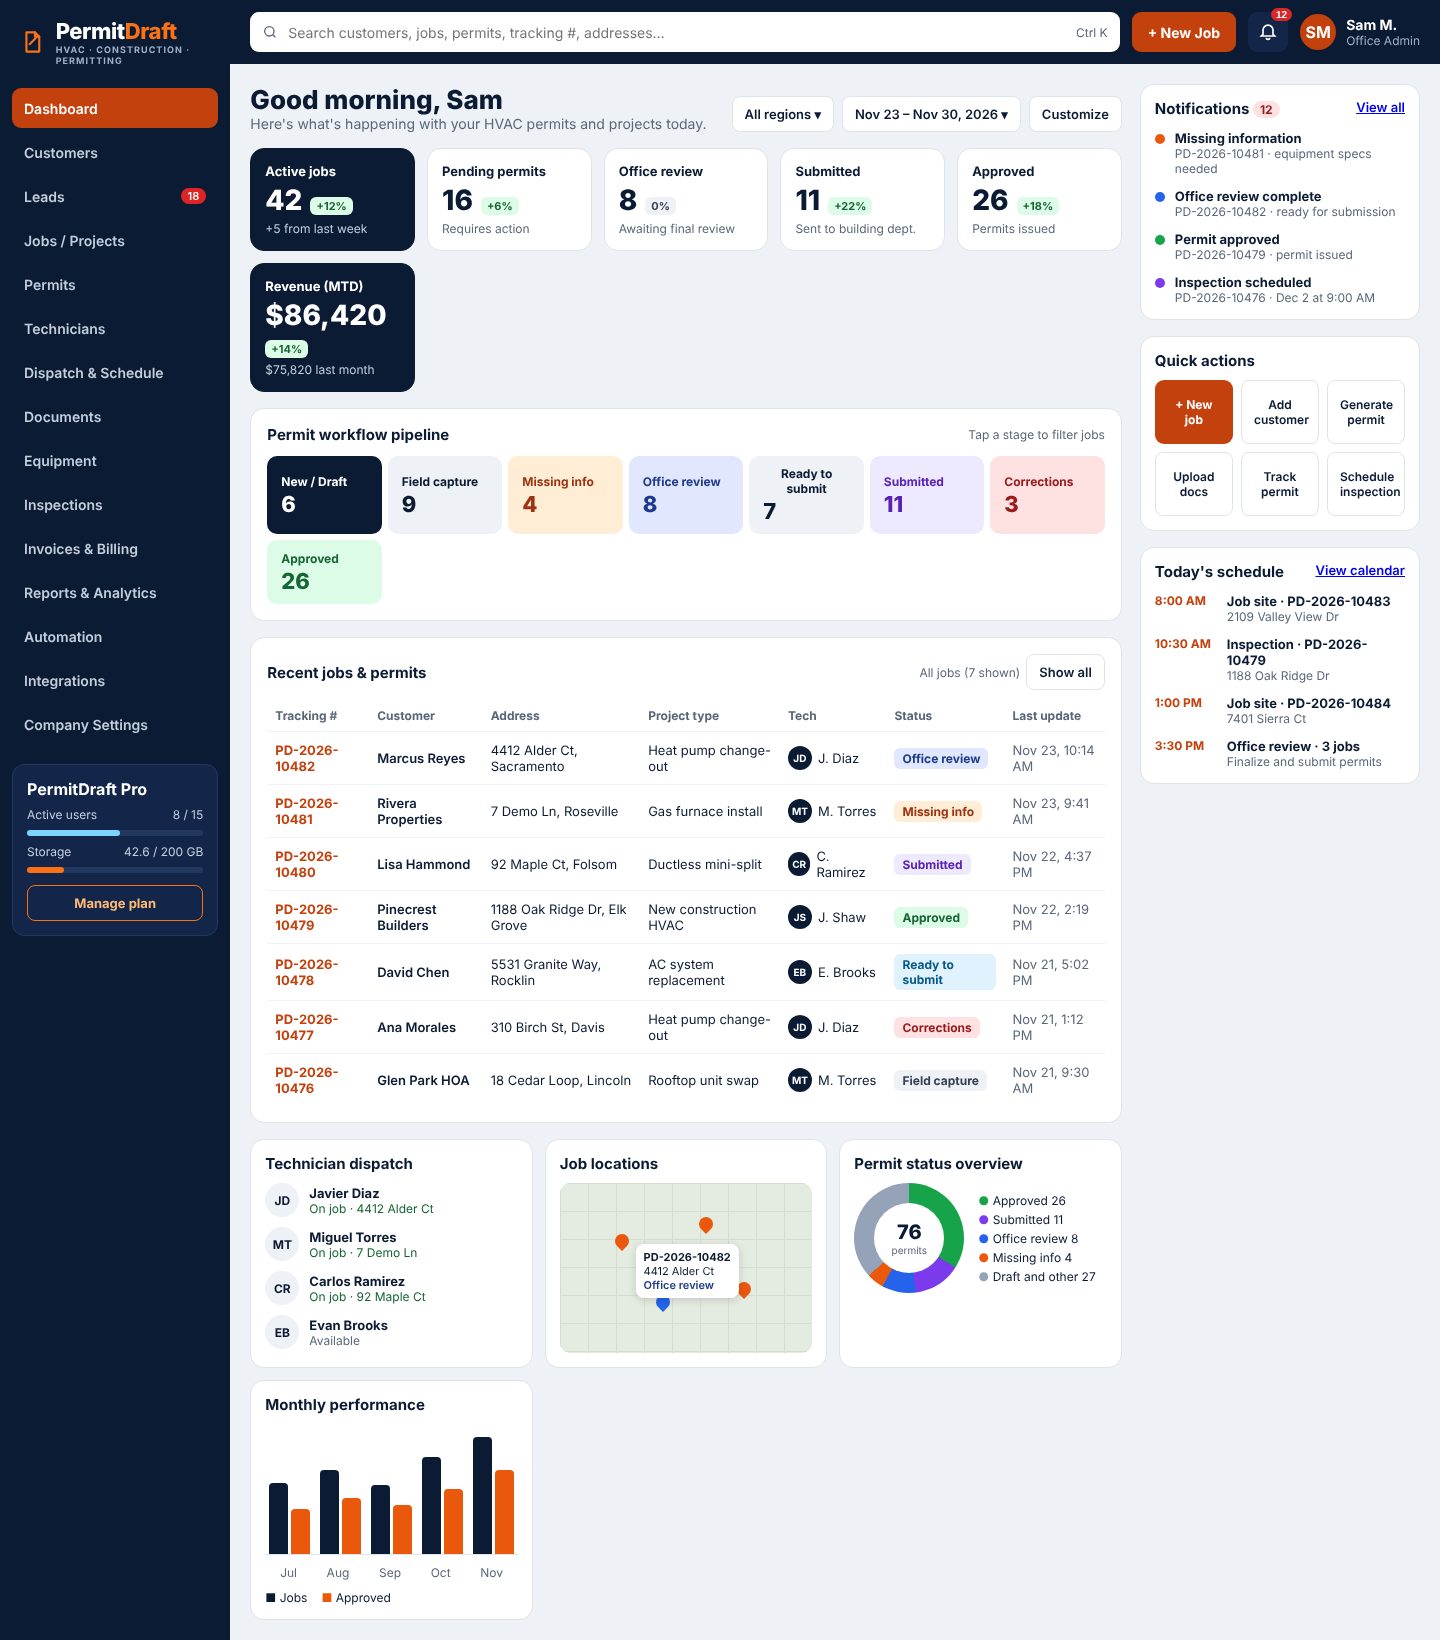 PermitDraft
HVAC · CONSTRUCTION ·
PERMITTING
Search customers, jobs, permits, tracking #, addresses...
Ctrl K
+ New Job
12
SM
Sam M.
Office Admin
Dashboard
Customers
Leads
18
Jobs / Projects
Permits
Technicians
Dispatch & Schedule
Documents
Equipment
Inspections
Invoices & Billing
Reports & Analytics
Automation
Integrations
Company Settings
PermitDraft Pro
Active users
8 / 15
Storage
42.6 / 200 GB
Manage plan
Good morning, Sam
Here's what's happening with your HVAC permits and projects today.
All regions ▾
Nov 23 – Nov 30, 2026 ▾
Customize
Active jobs
42 +12%
+5 from last week
Pending permits
16 +6%
Requires action
Office review
8 0%
Awaiting final review
Submitted
11 +22%
Sent to building dept.
Approved
26 +18%
Permits issued
Revenue (MTD)
$86,420
+14%
$75,820 last month
Permit workflow pipeline
Tap a stage to filter jobs
New / Draft
6
Field capture
9
Missing info
4
Office review
8
Ready to
submit
7
Submitted
11
Corrections
3
Approved
26
Recent jobs & permits
All jobs (7 shown)
Show all
Tracking # Customer Address Project type Tech Status Last update
PD-2026- 4412 Alder Ct, Heat pump change- Nov 23, 10:14
Marcus Reyes JD J. Diaz Office review
10482 Sacramento out AM
PD-2026- Rivera Nov 23, 9:41
7 Demo Ln, Roseville Gas furnace install MT M. Torres Missing info
10481 Properties AM
PD-2026- C. Nov 22, 4:37
Lisa Hammond 92 Maple Ct, Folsom Ductless mini-split CR Submitted
10480 Ramirez PM
PD-2026- Pinecrest 1188 Oak Ridge Dr, Elk New construction Nov 22, 2:19
JS J. Shaw Approved
10479 Builders Grove HVAC PM
PD-2026- 5531 Granite Way, AC system Ready to Nov 21, 5:02
David Chen EB E. Brooks
10478 Rocklin replacement submit PM
PD-2026- Heat pump change- Nov 21, 1:12
Ana Morales 310 Birch St, Davis JD J. Diaz Corrections
10477 out PM
PD-2026- Nov 21, 9:30
Glen Park HOA 18 Cedar Loop, Lincoln Rooftop unit swap MT M. Torres Field capture
10476 AM
Technician dispatch
JD
Javier Diaz
On job · 4412 Alder Ct
MT
Miguel Torres
On job · 7 Demo Ln
CR
Carlos Ramirez
On job · 92 Maple Ct
EB
Evan Brooks
Available
Job locations
PD-2026-10482
4412 Alder Ct
Office review
Permit status overview
76
permits
Approved 26
Submitted 11
Office review 8
Missing info 4
Draft and other 27
Monthly performance
Jul Aug Sep Oct Nov
Jobs Approved
Notifications 12
View all
Missing information
PD-2026-10481 · equipment specs
needed
Office review complete
PD-2026-10482 · ready for submission
Permit approved
PD-2026-10479 · permit issued
Inspection scheduled
PD-2026-10476 · Dec 2 at 9:00 AM
Quick actions
+ New
job
Add
customer
Generate
permit
Upload
docs
Track
permit
Schedule
inspection
Today's schedule
View calendar
8:00 AM
Job site · PD-2026-10483
2109 Valley View Dr
10:30 AM
Inspection · PD-2026-
10479
1188 Oak Ridge Dr
1:00 PM
Job site · PD-2026-10484
7401 Sierra Ct
3:30 PM
Office review · 3 jobs
Finalize and submit permits